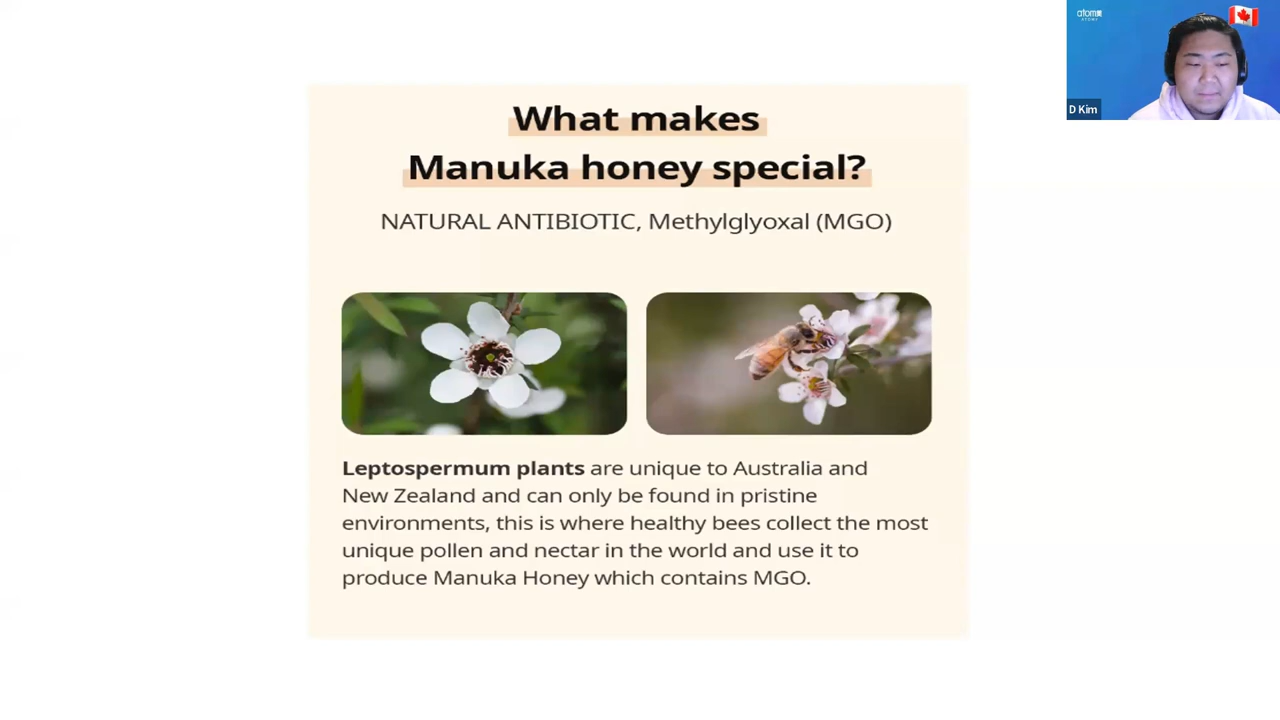 What makes
Manuka honey special?
NATURAL ANTIBIOTIC, Methylglyoxal (MGO)
Leptospermum plants are unique to Australia and
New Zealand and can only be found in pristine
environments, this is where healthy bees collect the most
unique pollen and nectar in the world and use it to
produce Manuka Honey which contains MGO.
D Kim